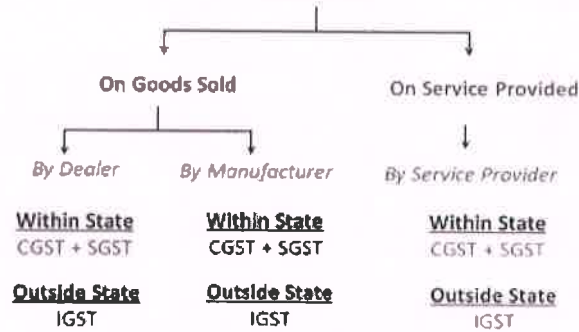 On Goods Sold
On Service Provided
By Dealer
By Manufacturer
By Service Provider
Within State
CGST + SGST
Within State
CGST + SGST
Within State
CGST + SGST
Outside State
IGST
Outside State
IGST
Outside State
IGST